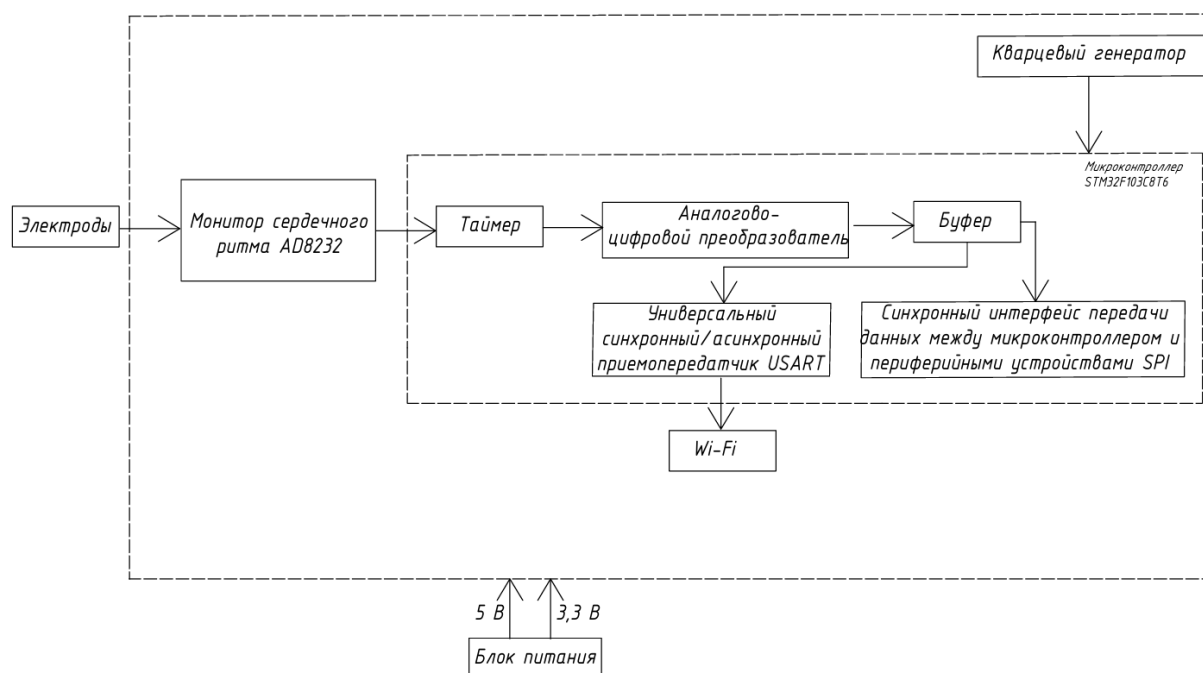 Кварцевый генератор
Микроконтроллер
STM32F103C8T6
Электроды
Монитор сердечного
ритма AD8232
Таймер
Аналогово-
цифровой преобразователь
Буфер
Универсальный
синхронный/асинхронный
приемопередатчик USART
Синхронный интерфейс передачи
данных между микроконтроллером и
периферийными устройствами SPI
Wi-Fi
5 В
3,3 В
Блок питания